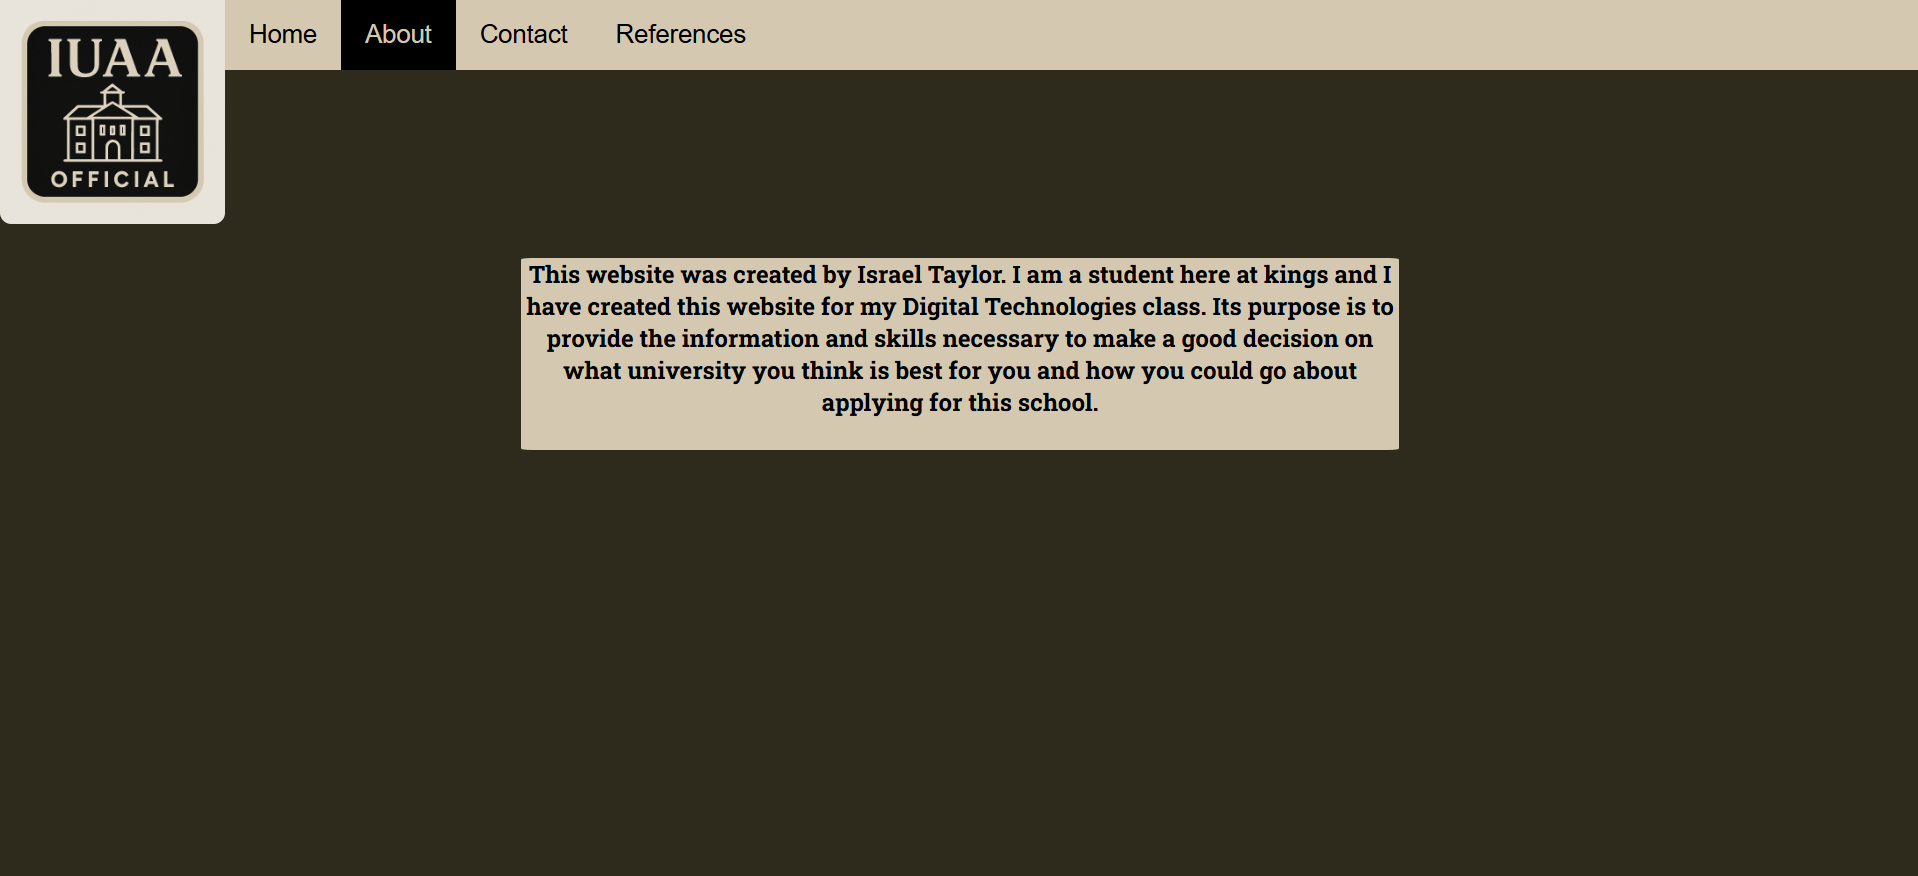 IUAA
OFFICIAL
Home
About
Contact
References
This website was created by Israel Taylor. I am a student here at kings and I
have created this website for my Digital Technologies class. Its purpose is to
provide the information and skills necessary to make a good decision on
what university you think is best for you and how you could go about
applying for this school.